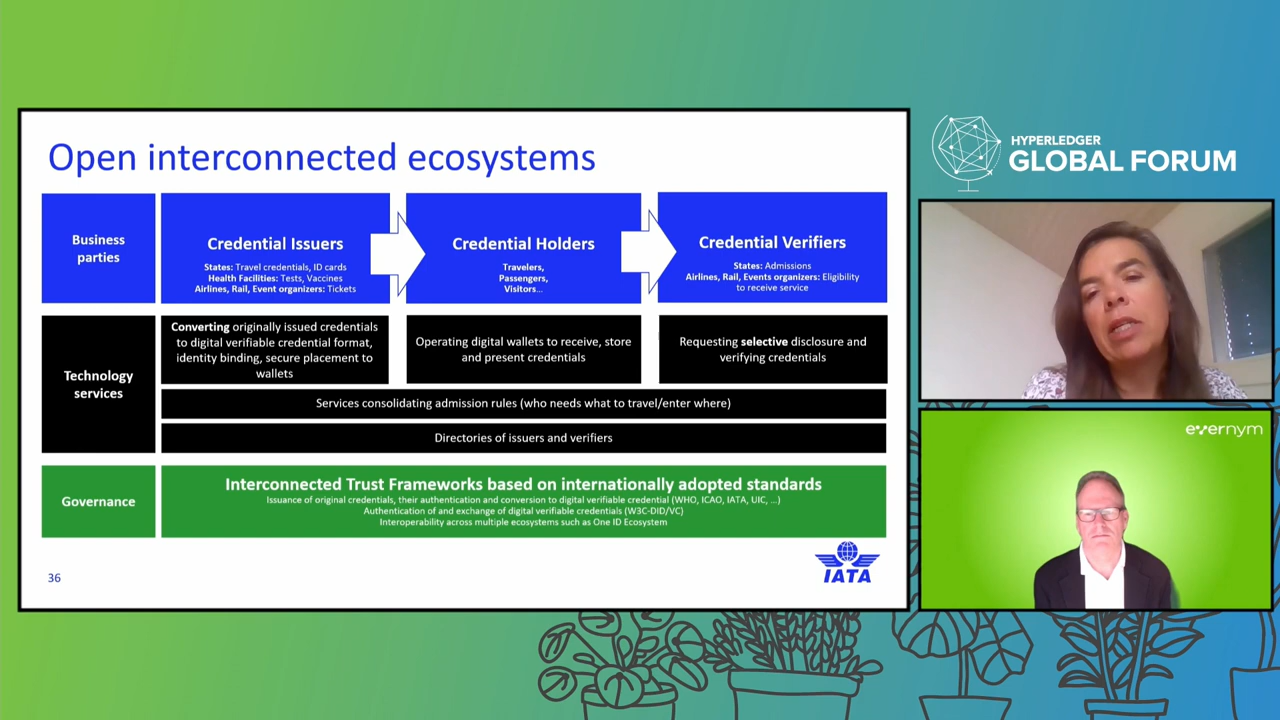 Open interconnected ecosystems
Business
parties
Credential Issuers
States: Travel credentials, ID cards
Health Facilities: Tests, Vaccines
Airlines, Rail, Event organizers: Tickets
Credential Holders
Travelers,
Passengers,
Visitors...
Credential Verifiers
States: Admissions
Airlines, Rail, Events organizers: Eligibility
to receive service
Technology
services
Converting originally issued credentials
to digital verifiable credential format,
identity binding, secure placement to
wallets
Operating digital wallets to receive, store
and present credentials
Requesting selective disclosure and
verifying credentials
Services consolidating admission rules (who needs what to travel/enter where)
Directories of issuers and verifiers
Governance
Interconnected Trust Frameworks based on internationally adopted standards
Issuance of original credentials, their authentication and conversion to digital verifiable credential (WHO, ICAO, IATA, UIC, ...)
Authentication of and exchange of digital verifiable credentials (W3C-DID/VC)
Interoperability across multiple ecosystems such as One ID Ecosystem
36
IATA
HYPERLEDGER
GLOBAL FORUM
evernym